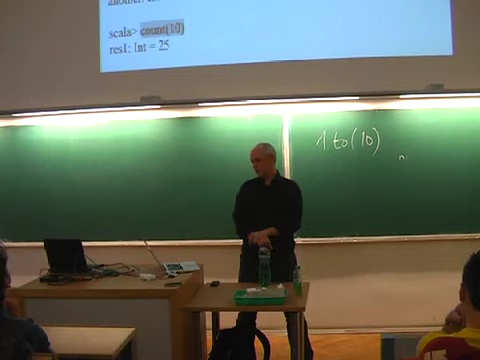 scala> count(10)
res1: Int = 25
1 to (10)